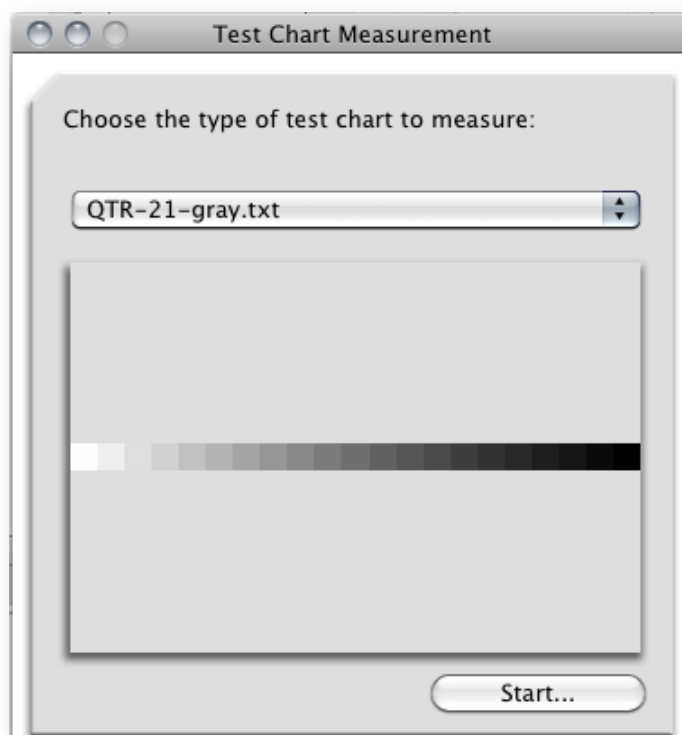 Test Chart Measurement
Choose the type of test chart to measure:
QTR-21-gray.txt
Start...